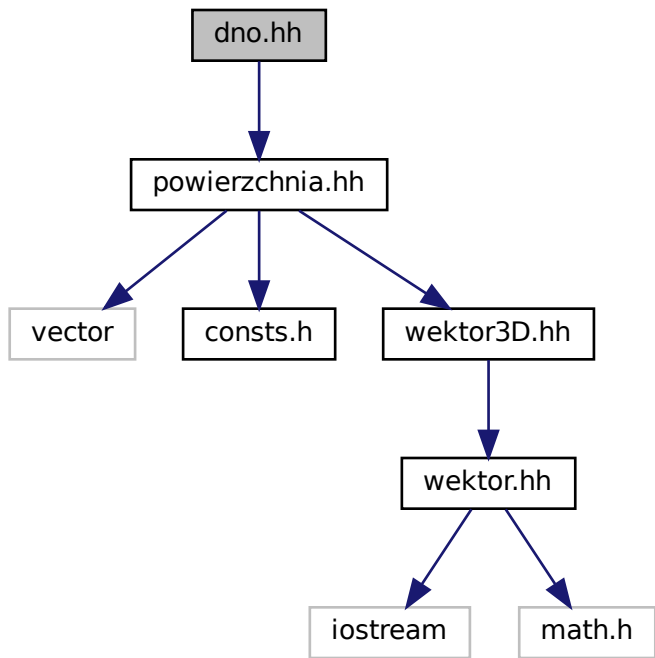 dno.hh
powierzchnia.hh
vector
consts.h
wektor3D.hh
wektor.hh
iostream
math.h